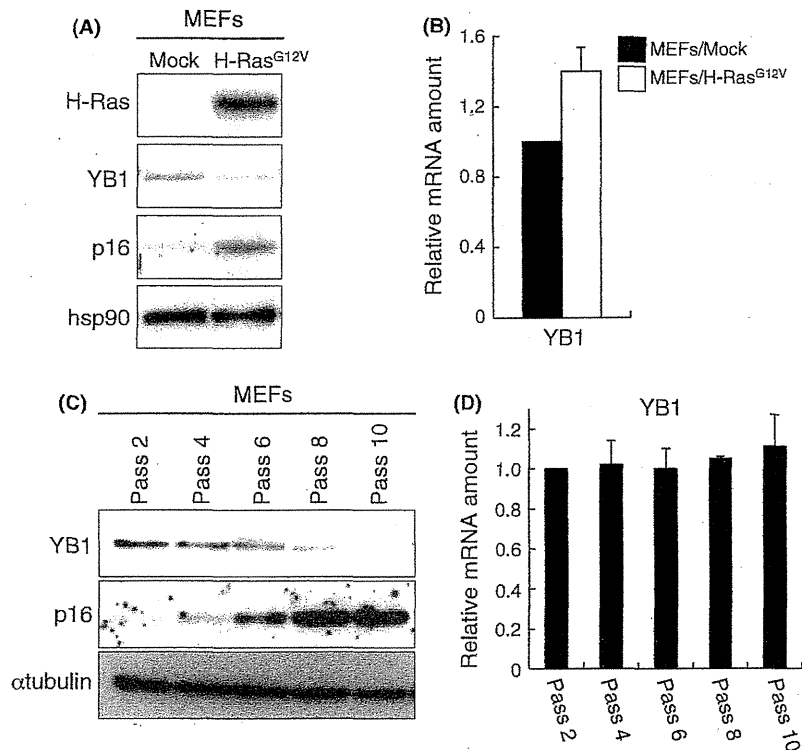 (A)
MEFs
Mock H-Ras^G12V
H-Ras
YB1
p16
hsp90
(B)
Relative mRNA amount
1.6
1.2
0.8
0.4
0
YB1
MEFs/Mock
MEFs/H-Ras^G12V
(C)
MEFs
Pass 2
Pass 4
Pass 6
Pass 8
Pass 10
YB1
p16
αtubulin
(D)
YB1
Relative mRNA amount
1.2
1.0
0.8
0.6
0.4
0.2
0
Pass 2
Pass 4
Pass 6
Pass 8
Pass 10